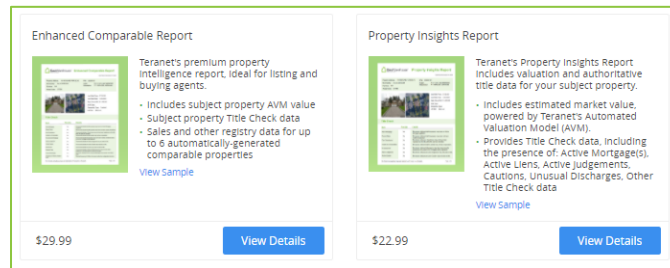 Enhanced Comparable Report
Teranet's premium property
intelligence report, ideal for listing and
buying agents.
- Includes subject property AVM value
- Subject property Title Check data
- Sales and other registry data for up
to 6 automatically-generated
comparable properties
View Sample
$29.99
View Details
Property Insights Report
Teranet's Property Insights Report
includes valuation and authoritative
title data for your subject property.
- Includes estimated market value,
powered by Teranet's Automated
Valuation Model (AVM).
- Provides Title Check data, including
the presence of: Active Mortgage(s),
Active Liens, Active Judgements,
Cautions, Unusual Discharges, Other
Title Check data
View Sample
$22.99
View Details